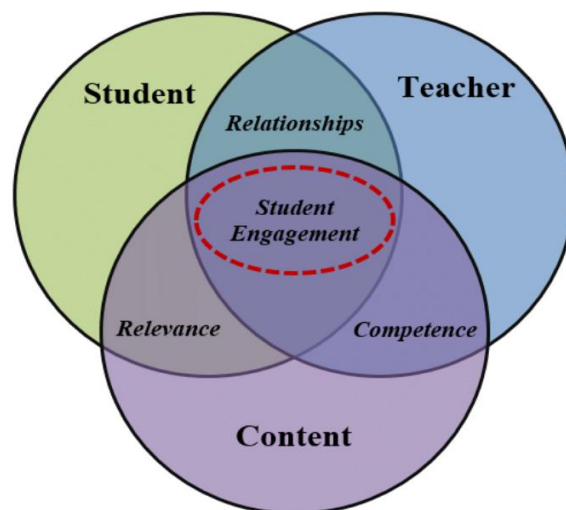 Student
Teacher
Relationships
Student
Engagement
Relevance
Competence
Content